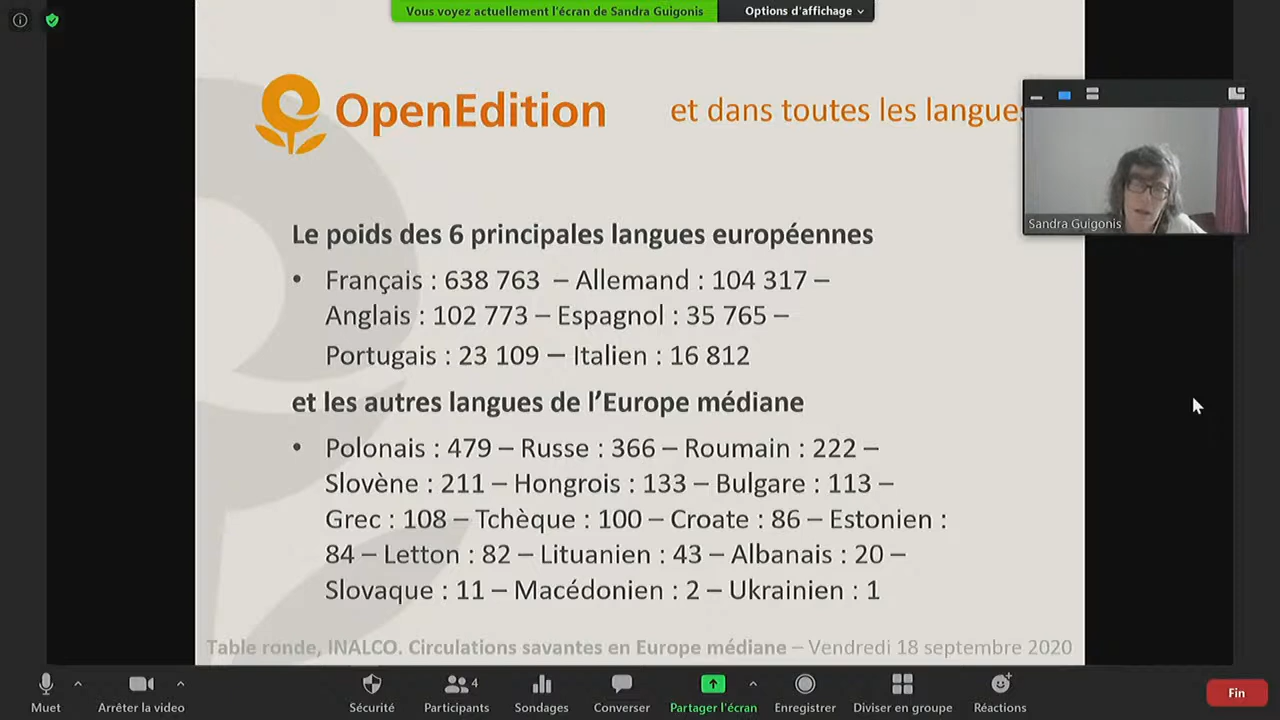 Vous voyez actuellement l'écran de Sandra Guigonis
Options d'affichage
OpenEdition
et dans toutes les langues
Sandra Guigonis
Le poids des 6 principales langues européennes
• Français : 638 763 – Allemand : 104 317 –
Anglais : 102 773 – Espagnol : 35 765 –
Portugais : 23 109 – Italien : 16 812
et les autres langues de l’Europe médiane
• Polonais : 479 – Russe : 366 – Roumain : 222 –
Slovène : 211 – Hongrois : 133 – Bulgare : 113 –
Grec : 108 – Tchèque : 100 – Croate : 86 – Estonien :
84 – Letton : 82 – Lituanien : 43 – Albanais : 20 –
Slovaque : 11 – Macédonien : 2 – Ukrainien : 1
Table ronde, INALCO. Circulations savantes en Europe médiane – Vendredi 18 septembre 2020
Muet
Arrêter la video
Sécurité
4
Participants
Sondages
Converser
Partager l'écran
Enregistrer
Diviser en groupe
Réactions
Fin